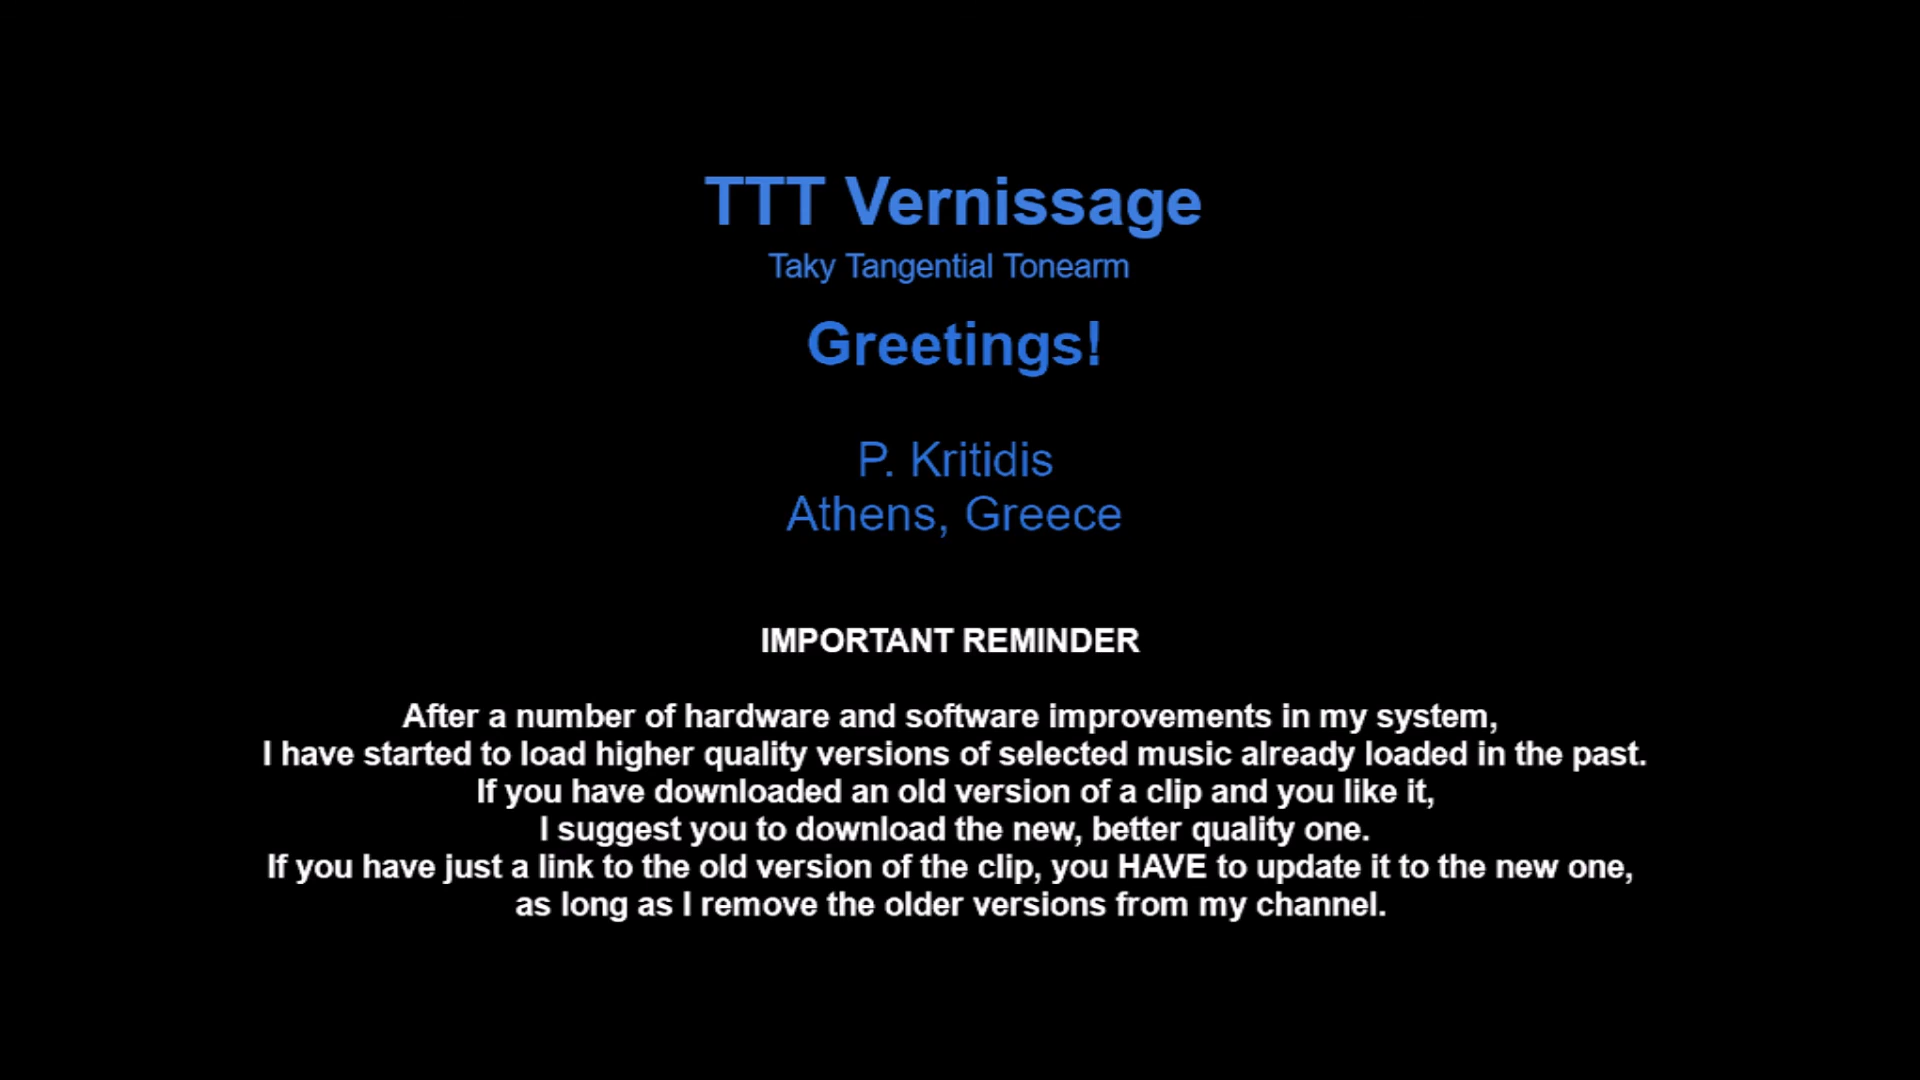 TTT Vernissage
Taky Tangential Tonearm
Greetings!
P. Kritidis
Athens, Greece
IMPORTANT REMINDER
After a number of hardware and software improvements in my system,
I have started to load higher quality versions of selected music already loaded in the past.
If you have downloaded an old version of a clip and you like it,
I suggest you to download the new, better quality one.
If you have just a link to the old version of the clip, you HAVE to update it to the new one,
as long as I remove the older versions from my channel.